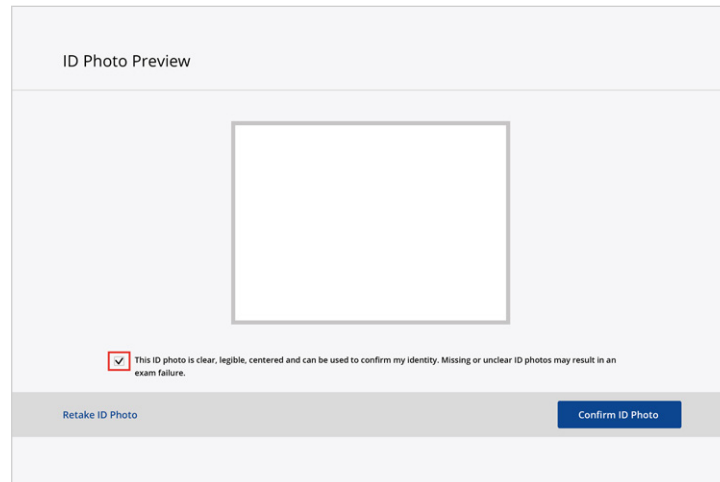 ID Photo Preview
This ID photo is clear, legible, centered and can be used to confirm my identity. Missing or unclear ID photos may result in an
exam failure.
Retake ID Photo
Confirm ID Photo